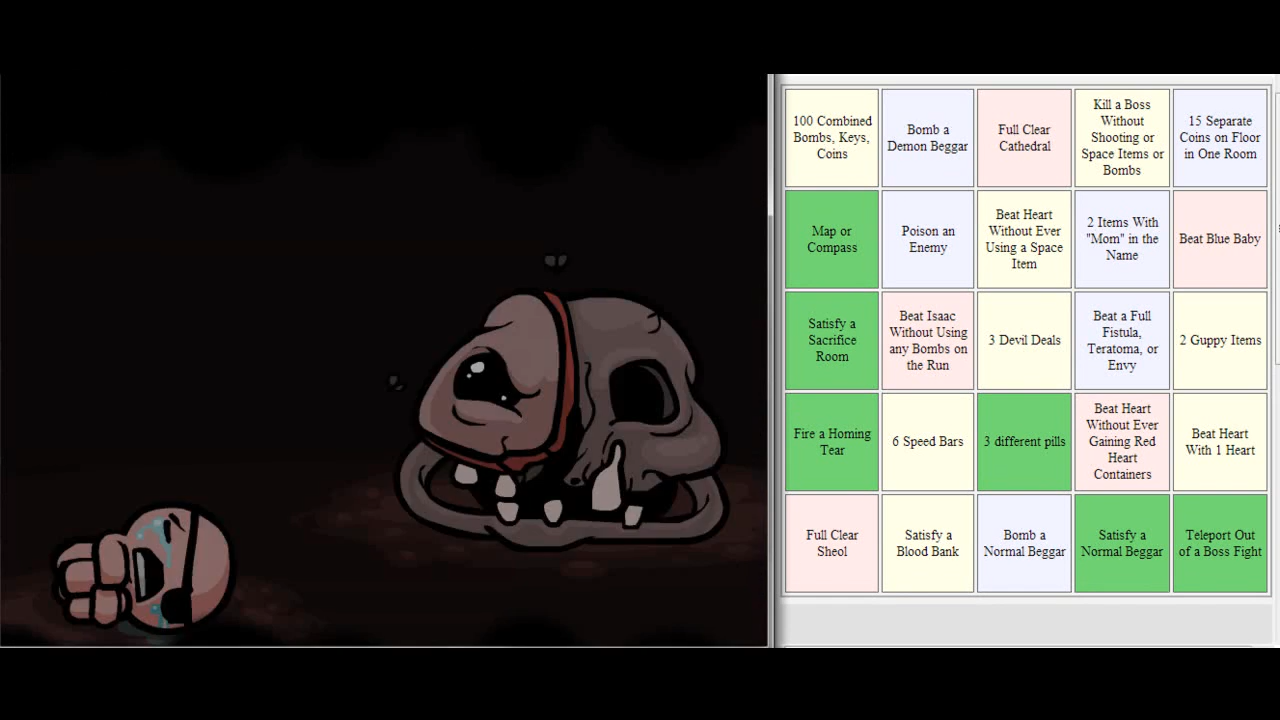 100 Combined
Bombs, Keys,
Coins
Bomb a
Demon Beggar
Full Clear
Cathedral
Kill a Boss
Without
Shooting or
Space Items or
Bombs
15 Separate
Coins on Floor
in One Room
Map or
Compass
Poison an
Enemy
Beat Heart
Without Ever
Using a Space
Item
2 Items With
"Mom" in the
Name
Beat Blue Baby
Satisfy a
Sacrifice
Room
Beat Isaac
Without Using
any Bombs on
the Run
3 Devil Deals
Beat a Full
Fistula,
Teratoma, or
Envy
2 Guppy Items
Fire a Homing
Tear
6 Speed Bars
3 different pills
Beat Heart
Without Ever
Gaining Red
Heart
Containers
Beat Heart
With 1 Heart
Full Clear
Sheol
Satisfy a
Blood Bank
Bomb a
Normal Beggar
Satisfy a
Normal Beggar
Teleport Out
of a Boss Fight